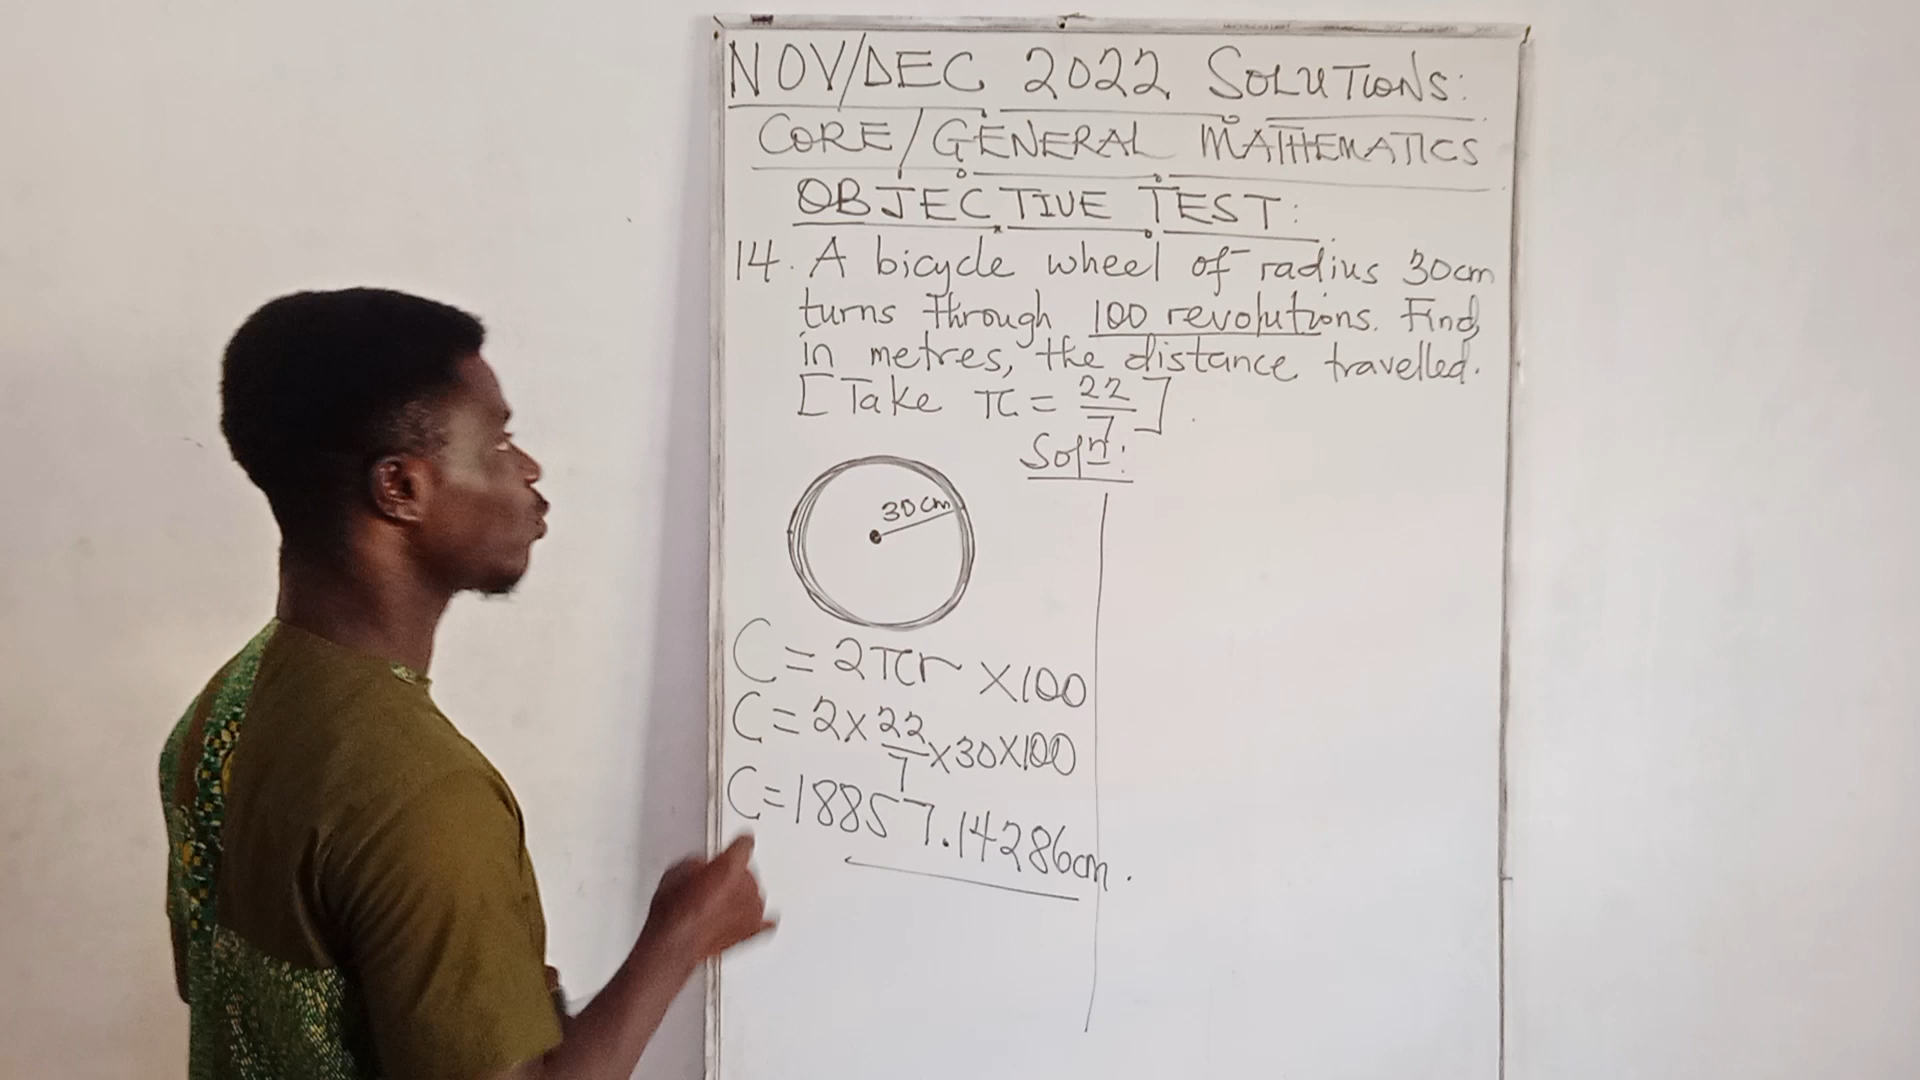 NOV/DEC 2022 SOLUTIONS:
CORE/GENERAL MATHEMATICS
OBJECTIVE TEST:
14. A bicycle wheel of radius 30cm
turns through 100 revolutions. Find,
in metres, the distance travelled.
[Take π = 22/7].
Soln:
30cm
C = 2πr ×100
C = 2×22/7×30×100
C=18857.14286cm.